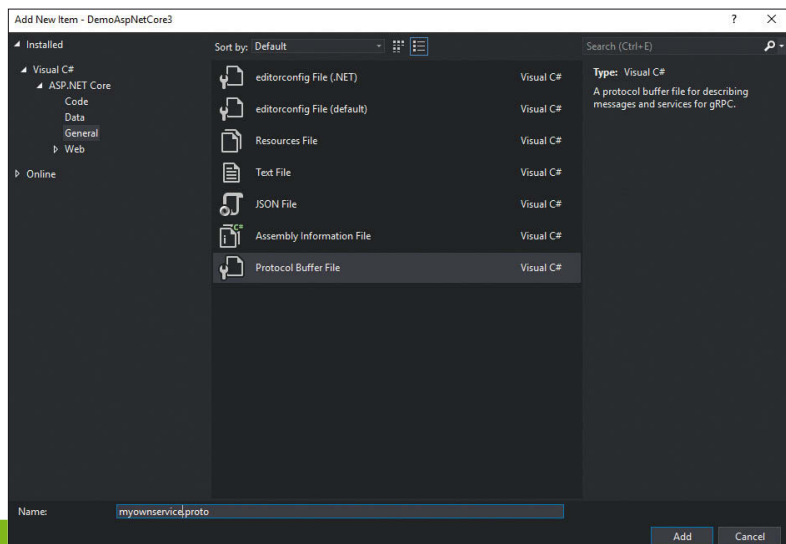 Add New Item - DemoAspNetCore3
? X
Installed
Visual C#
ASP.NET Core
Code
Data
General
Web
Online
Sort by: Default
editorconfig File (.NET) Visual C#
editorconfig File (default) Visual C#
Resources File Visual C#
Text File Visual C#
JSON File Visual C#
Assembly Information File Visual C#
Protocol Buffer File Visual C#
Search (Ctrl+E)
Type: Visual C#
A protocol buffer file for describing
messages and services for gRPC.
Name: myownservice.proto
Add Cancel